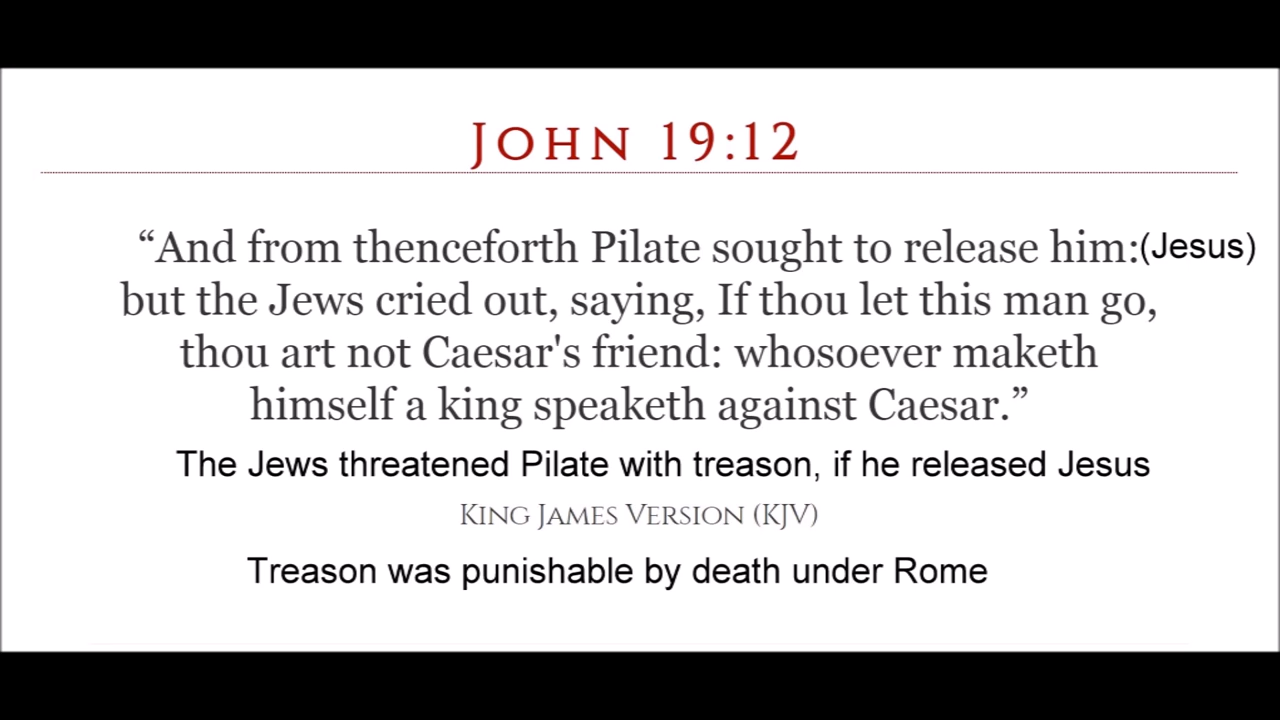 John 19:12
“And from thenceforth Pilate sought to release him:(Jesus)
but the Jews cried out, saying, If thou let this man go,
thou art not Caesar's friend: whosoever maketh
himself a king speaketh against Caesar.”
The Jews threatened Pilate with treason, if he released Jesus
King James Version (KJV)
Treason was punishable by death under Rome